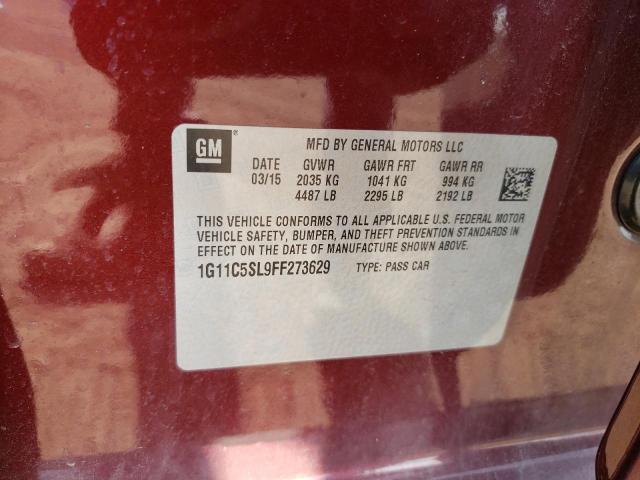 GM ® MFD BY GENERAL MOTORS LLC
DATE GVWR GAWR FRT GAWR RR
03/15 2035 KG 1041 KG 994 KG
4487 LB 2295 LB 2192 LB
THIS VEHICLE CONFORMS TO ALL APPLICABLE U.S. FEDERAL MOTOR
VEHICLE SAFETY, BUMPER, AND THEFT PREVENTION STANDARDS IN
EFFECT ON THE DATE OF MANUFACTURE SHOWN ABOVE.
1G11C5SL9FF273629 TYPE: PASS CAR